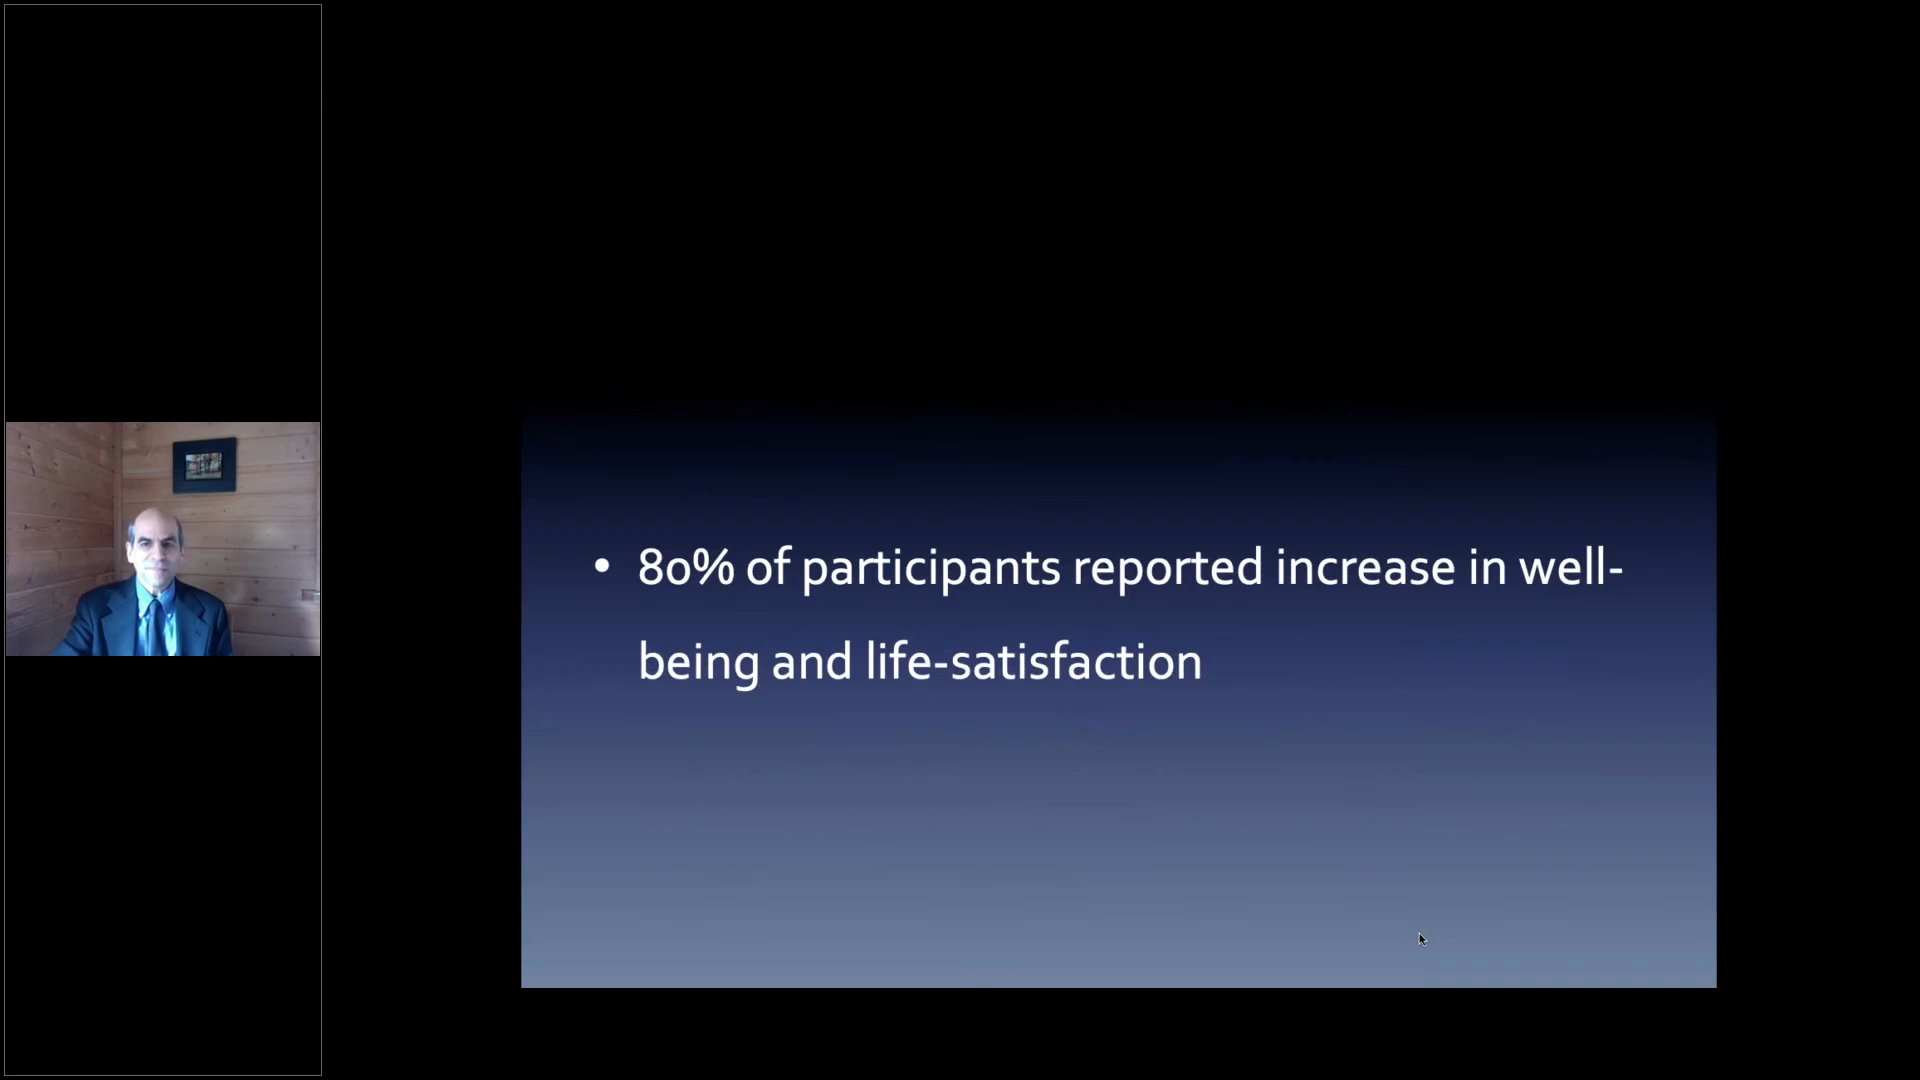 • 80% of participants reported increase in well-
being and life-satisfaction